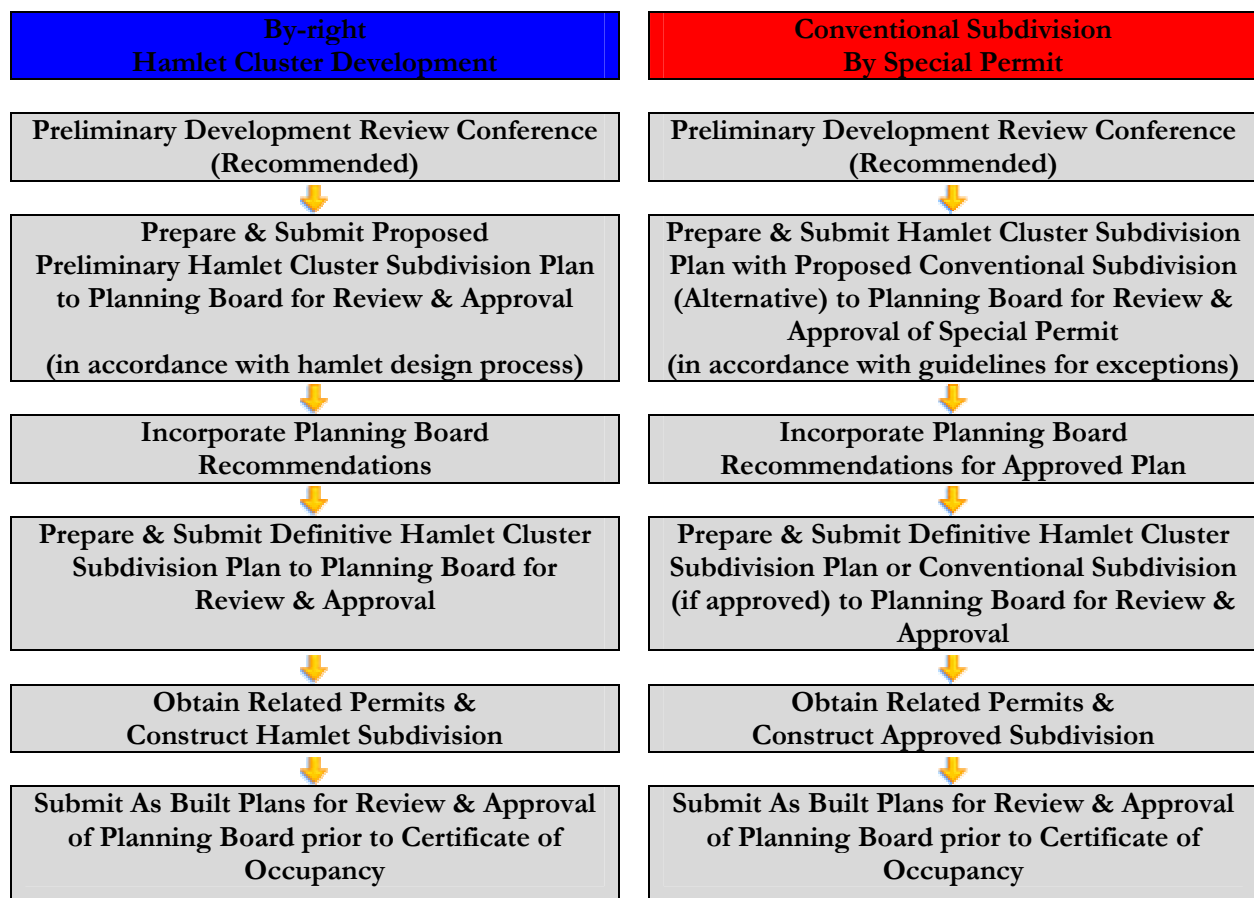 By-right
Hamlet Cluster Development
Preliminary Development Review Conference
(Recommended)
Prepare & Submit Proposed
Preliminary Hamlet Cluster Subdivision Plan
to Planning Board for Review & Approval
(in accordance with hamlet design process)
Incorporate Planning Board
Recommendations
Prepare & Submit Definitive Hamlet Cluster
Subdivision Plan to Planning Board for
Review & Approval
Obtain Related Permits &
Construct Hamlet Subdivision
Submit As Built Plans for Review & Approval
of Planning Board prior to Certificate of
Occupancy
Conventional Subdivision
By Special Permit
Preliminary Development Review Conference
(Recommended)
Prepare & Submit Hamlet Cluster Subdivision
Plan with Proposed Conventional Subdivision
(Alternative) to Planning Board for Review &
Approval of Special Permit
(in accordance with guidelines for exceptions)
Incorporate Planning Board
Recommendations for Approved Plan
Prepare & Submit Definitive Hamlet Cluster
Subdivision Plan or Conventional Subdivision
(if approved) to Planning Board for Review &
Approval
Obtain Related Permits &
Construct Approved Subdivision
Submit As Built Plans for Review & Approval
of Planning Board prior to Certificate of
Occupancy